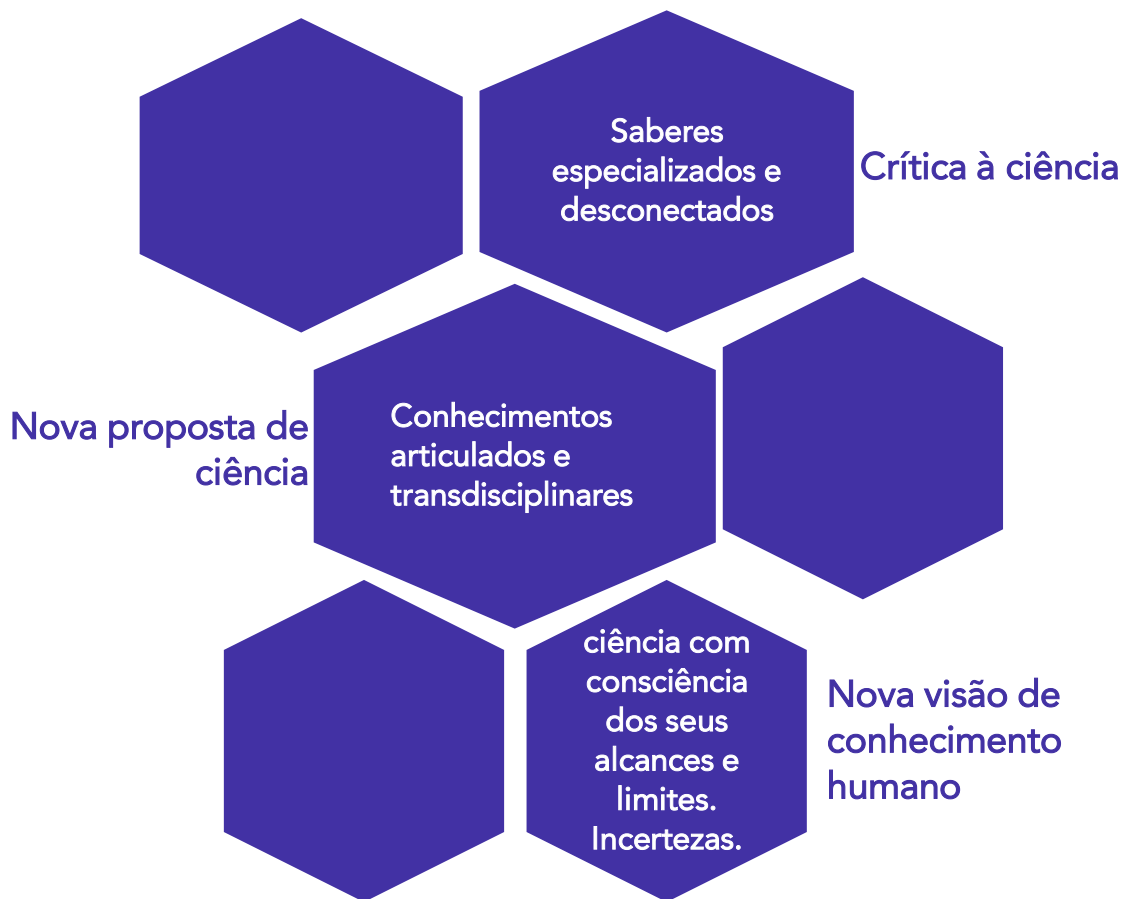 Saberes
especializados e
desconectados
Crítica à ciência
Nova proposta de
ciência
Conhecimentos
articulados e
transdisciplinares
ciência com
consciência
dos seus
alcances e
limites.
Incertezas.
Nova visão de
conhecimento
humano